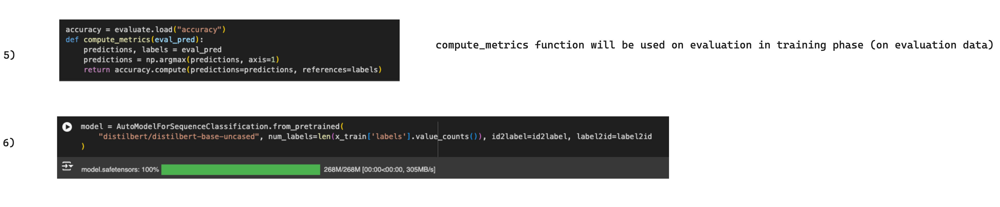 5)
accuracy = evaluate.load("accuracy")
def compute_metrics(eval_pred):
    predictions, labels = eval_pred
    predictions = np.argmax(predictions, axis=1)
    return accuracy.compute(predictions=predictions, references=labels)
compute_metrics function will be used on evaluation in training phase (on evaluation data)
6)
model = AutoModelForSequenceClassification.from_pretrained(
    "distilbert/distilbert-base-uncased", num_labels=len(x_train['labels'].value_counts()), id2label=id2label, label2id=label2id
)
model.safetensors: 100% 268M/268M [00:00<00:00, 305MB/s]